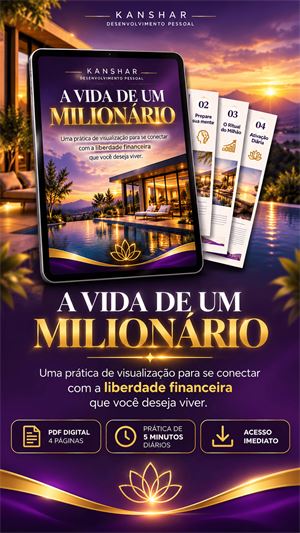 KANSHAR
DESENVOLVIMENTO PESSOAL
KANSHAR
DESENVOLVIMENTO PESSOAL
A VIDA DE UM
MILIONÁRIO
Uma prática de visualização para se conectar
com a liberdade financeira
que você deseja viver.
02
Prepare
sua mente
03
O Ritual
do Milhão
04
Ativação
Diária
A VIDA DE UM
MILIONÁRIO
Uma prática de visualização para se conectar
com a liberdade financeira
que você deseja viver.
PDF DIGITAL
4 PÁGINAS
PRÁTICA DE
5 MINUTOS
DIÁRIOS
ACESSO
IMEDIATO